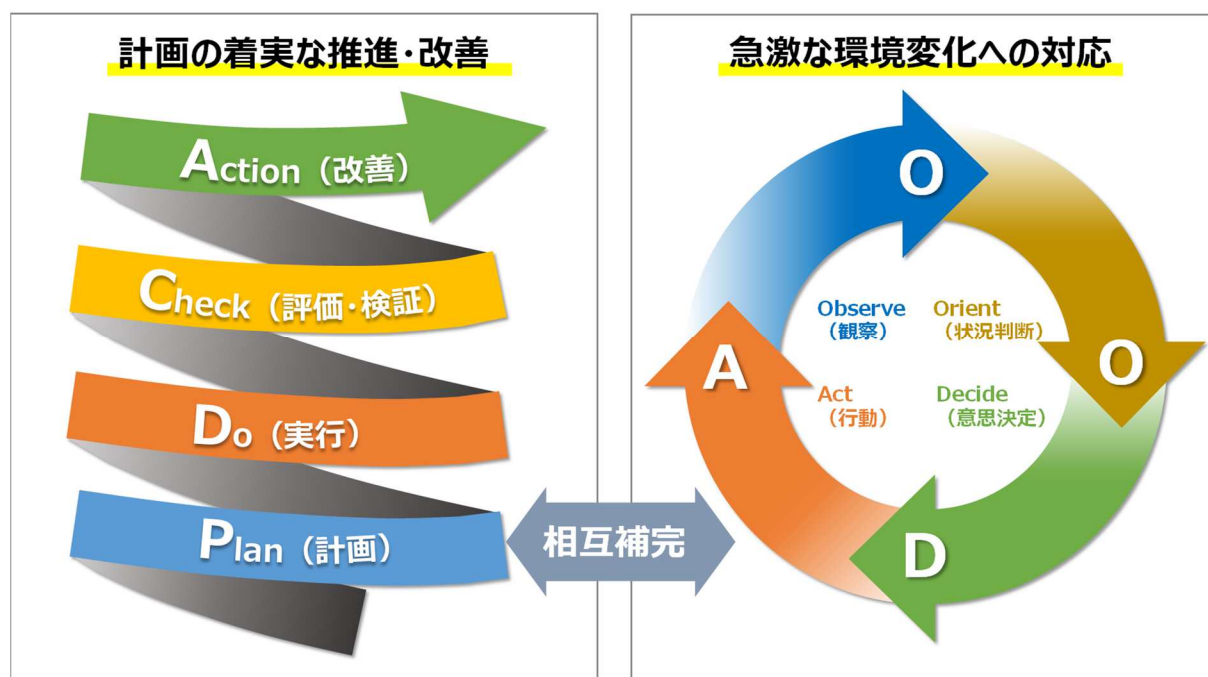 計画の着実な推進・改善
Action（改善）
Check（評価・検証）
Do（実行）
Plan（計画）
相互補完
急激な環境変化への対応
O
O
D
A
Observe
（観察）
Orient
（状況判断）
Decide
（意思決定）
Act
（行動）